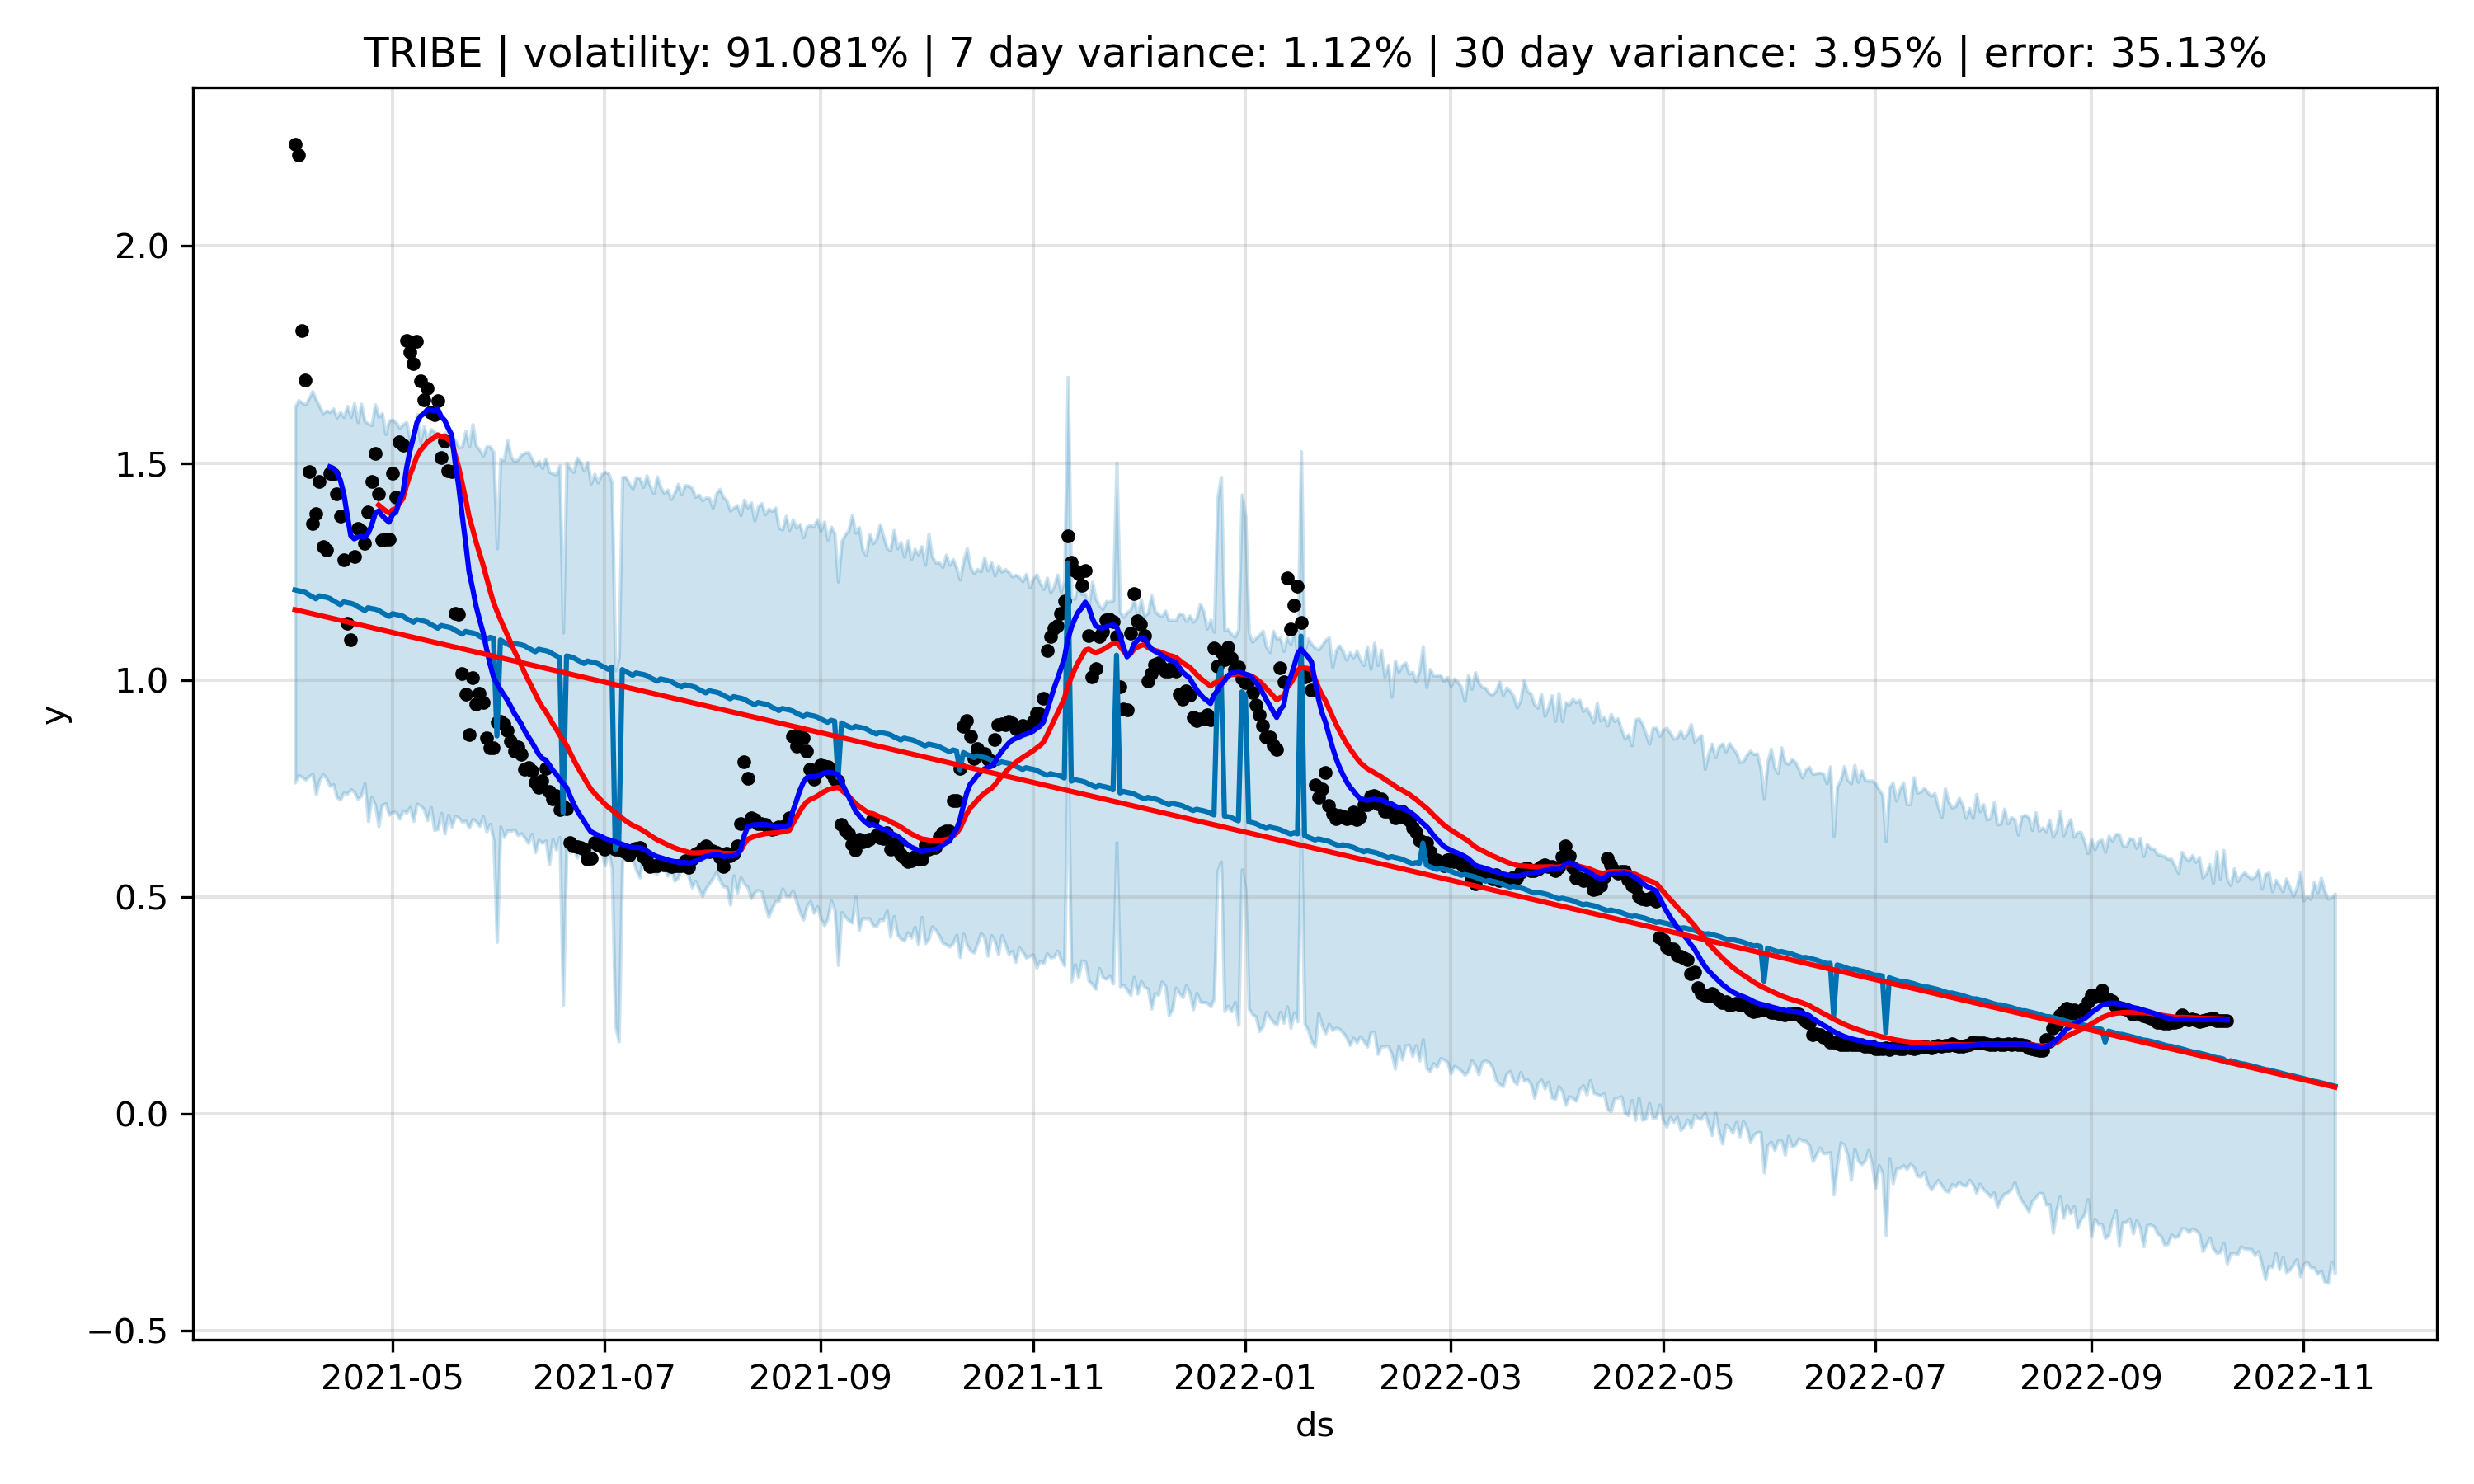 TRIBE | volatility: 91.081% | 7 day variance: 1.12% | 30 day variance: 3.95% | error: 35.13%
2.0
1.5
1.0
0.5
0.0
−0.5
y
2021-05 2021-07 2021-09 2021-11 2022-01 2022-03 2022-05 2022-07 2022-09 2022-11
ds